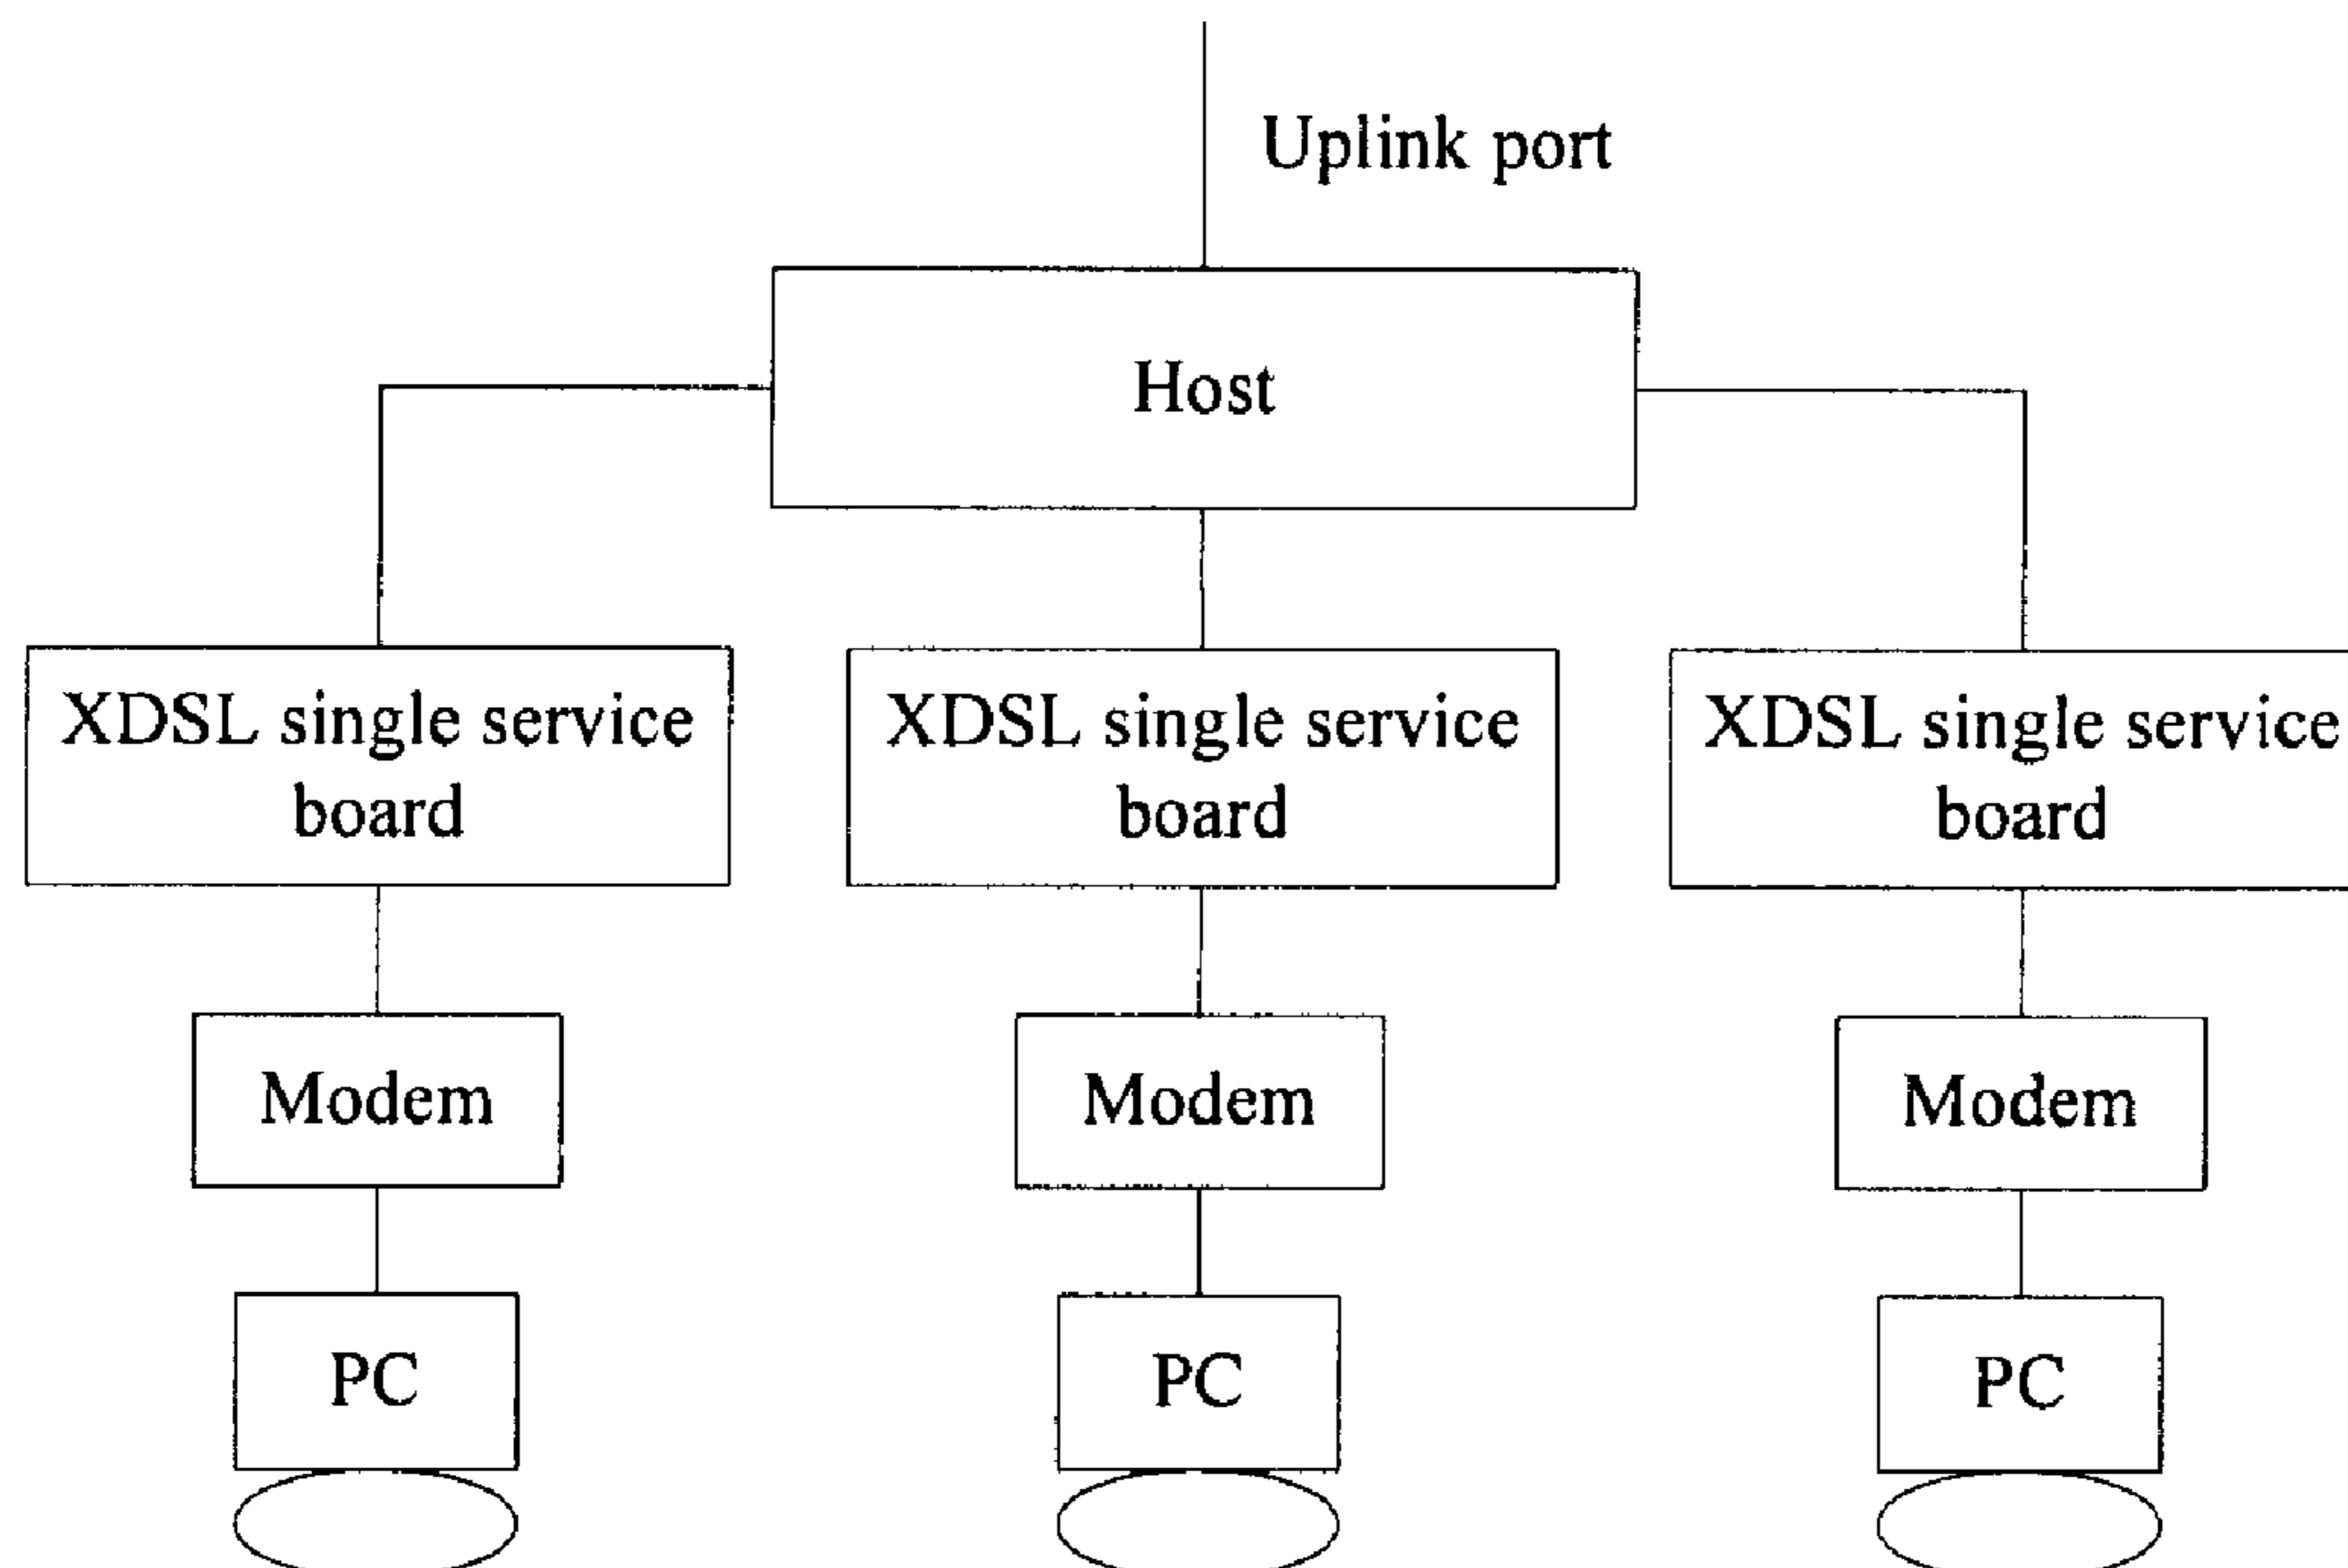 Uplink port
Host
XDSL single service
board
XDSL single service
board
XDSL single service
board
Modem
Modem
Modem
PC
PC
PC